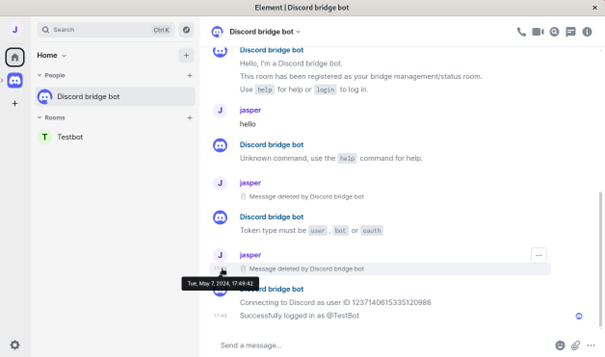 Element | Discord bridge bot
J
Search
Ctrl K
Home
People
Discord bridge bot
Rooms
T
Testbot
Discord bridge bot
Discord bridge bot
Hello, I'm a Discord bridge bot.
This room has been registered as your bridge management/status room.
Use help for help or login to log in.
J
jasper
hello
Discord bridge bot
Unknown command, use the help command for help.
J
jasper
Message deleted by Discord bridge bot
Discord bridge bot
Token type must be user, bot or oauth
J
jasper
Message deleted by Discord bridge bot
Tue, May 7, 2024, 17:49:42
Discord bridge bot
Connecting to Discord as user ID 1237140615335120986
Successfully logged in as @TestBot
Send a message...